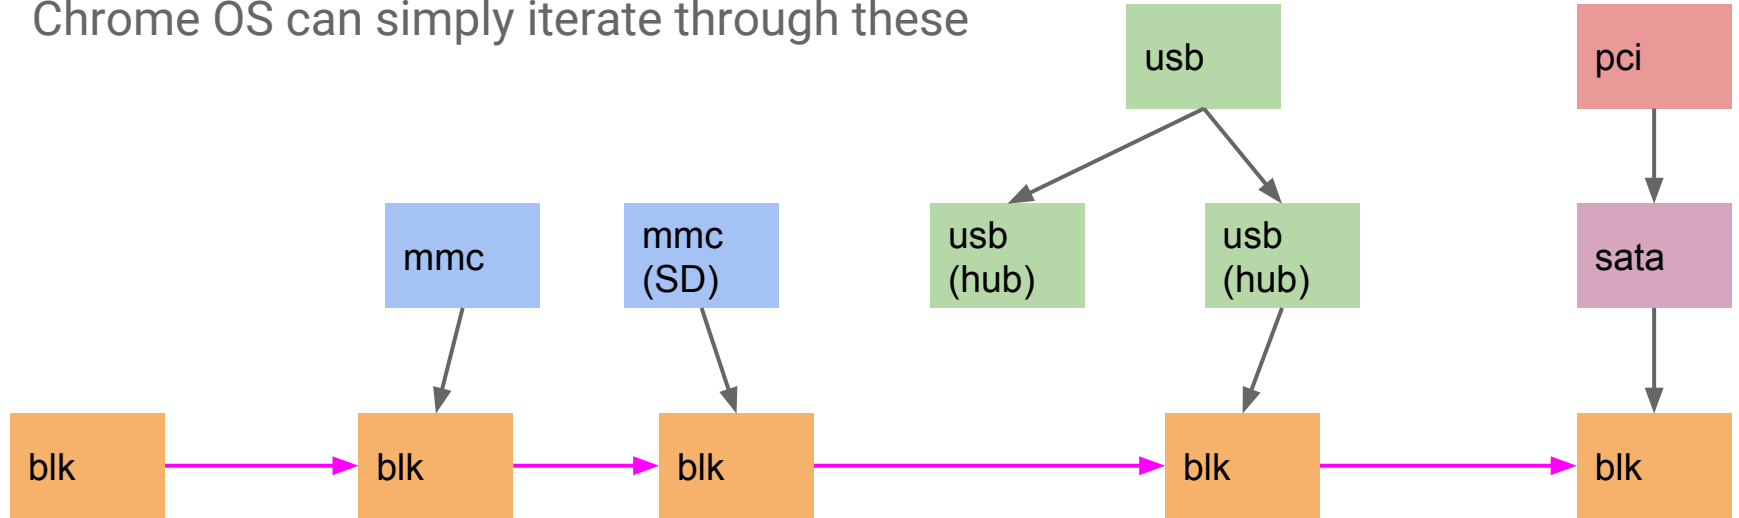 Chrome OS can simply iterate through these
usb
pci
mmc
mmc
(SD)
usb
(hub)
usb
(hub)
sata
blk
blk
blk
blk
blk